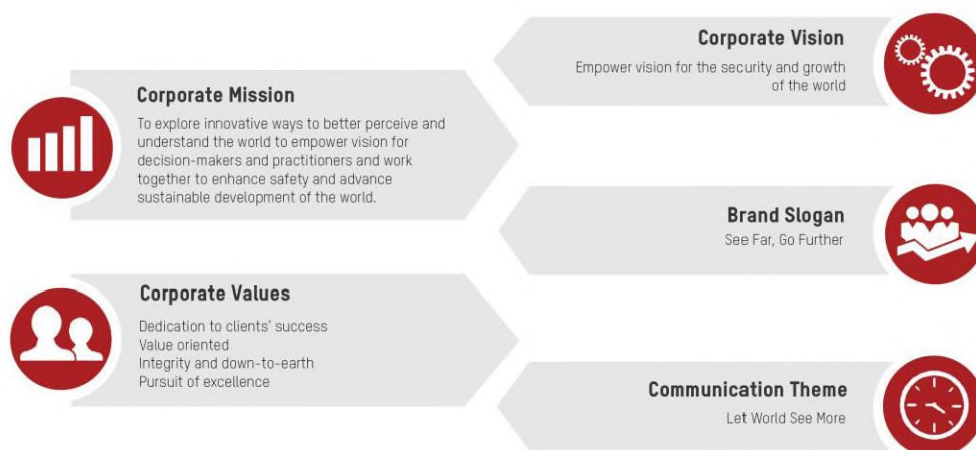 Corporate Vision
Empower vision for the security and growth
of the world
Corporate Mission
To explore innovative ways to better perceive and
understand the world to empower vision for
decision-makers and practitioners and work
together to enhance safety and advance
sustainable development of the world.
Brand Slogan
See Far, Go Further
Corporate Values
Dedication to clients' success
Value oriented
Integrity and down-to-earth
Pursuit of excellence
Communication Theme
Let World See More